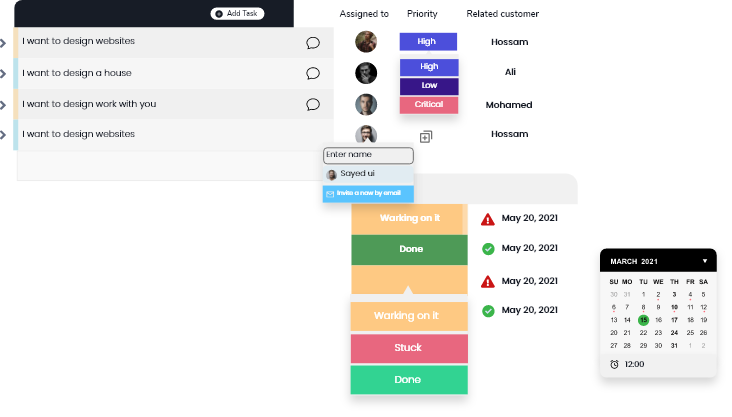 Add Task
Assigned to Priority Related customer
I want to design websites High Hossam
I want to design a house High Ali
Low
I want to design work with you Critical Mohamed
I want to design websites Hossam
Enter name
Sayed ui
Invite a now by email
Working on it May 20, 2021
Done May 20, 2021
May 20, 2021
Working on it May 20, 2021
Stuck
Done
MARCH 2021
SU MO TU WE TH FR SA
30 31 1 2 3 4 5
6 7 8 9 10 11 12
13 14 15 16 17 18 19
20 21 22 23 24 25 26
27 28 29 30 31 1 2
12:00